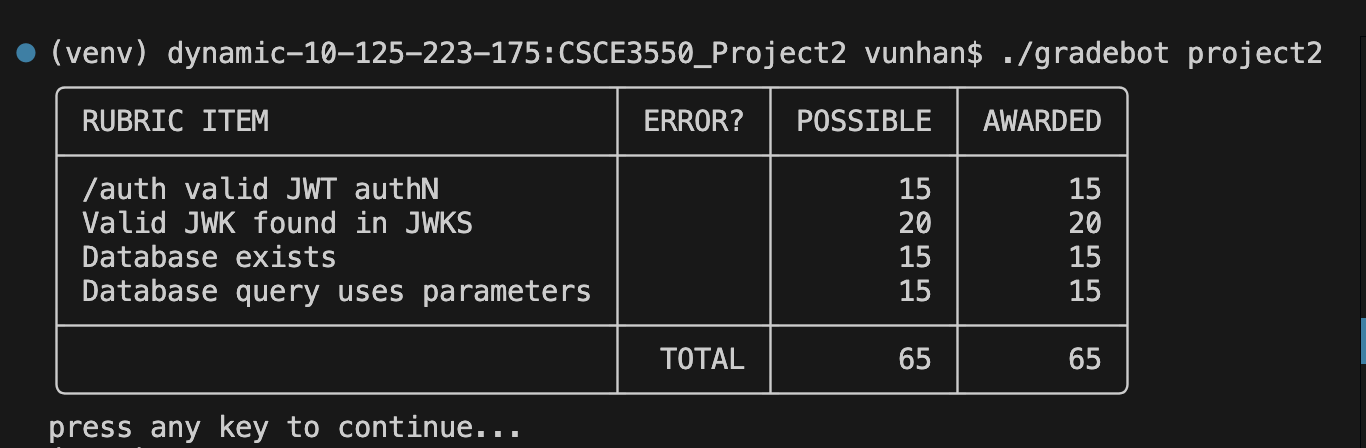 (venv) dynamic-10-125-223-175:CSCE3550_Project2 vunhan$ ./gradebot project2
RUBRIC ITEM ERROR? POSSIBLE AWARDED
/auth valid JWT authN 15 15
Valid JWK found in JWKS 20 20
Database exists 15 15
Database query uses parameters 15 15
TOTAL 65 65
press any key to continue...